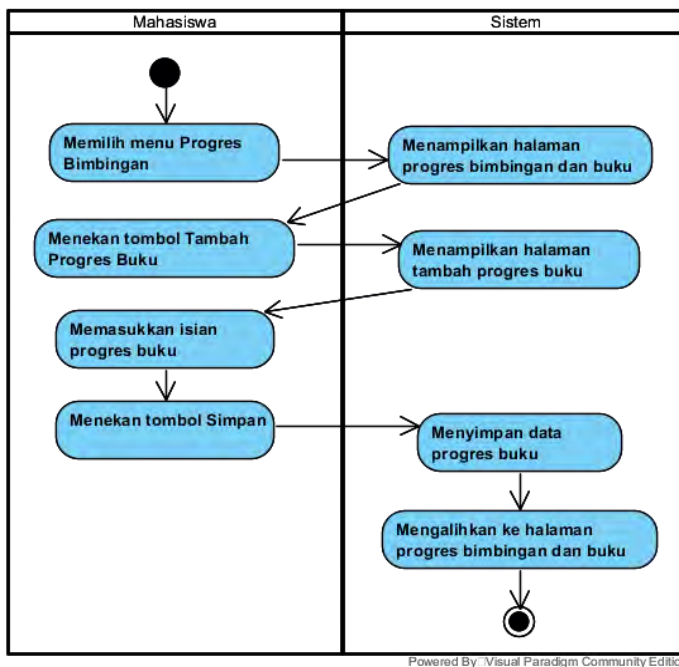 Mahasiswa
Sistem
Memilih menu Progres
Bimbingan
Menampilkan halaman
progres bimbingan dan buku
Menekan tombol Tambah
Progres Buku
Menampilkan halaman
tambah progres buku
Memasukkan isian
progres buku
Menekan tombol Simpan
Menyimpan data
progres buku
Mengalihkan ke halaman
progres bimbingan dan buku
Powered By Visual Paradigm Community Editio